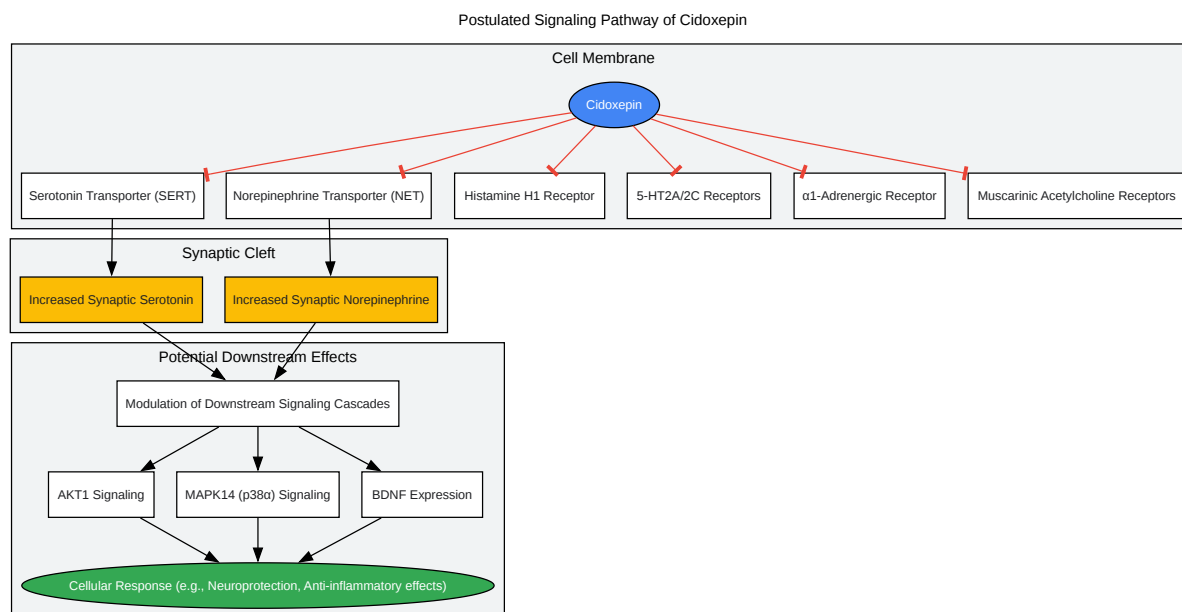 Postulated Signaling Pathway of Cidoxepin
Cell Membrane
Cidoxepin
Serotonin Transporter (SERT)
Norepinephrine Transporter (NET)
Histamine H1 Receptor
5-HT2A/2C Receptors
α1-Adrenergic Receptor
Muscarinic Acetylcholine Receptors
Synaptic Cleft
Increased Synaptic Serotonin
Increased Synaptic Norepinephrine
Potential Downstream Effects
Modulation of Downstream Signaling Cascades
AKT1 Signaling
MAPK14 (p38α) Signaling
BDNF Expression
Cellular Response (e.g., Neuroprotection, Anti-inflammatory effects)